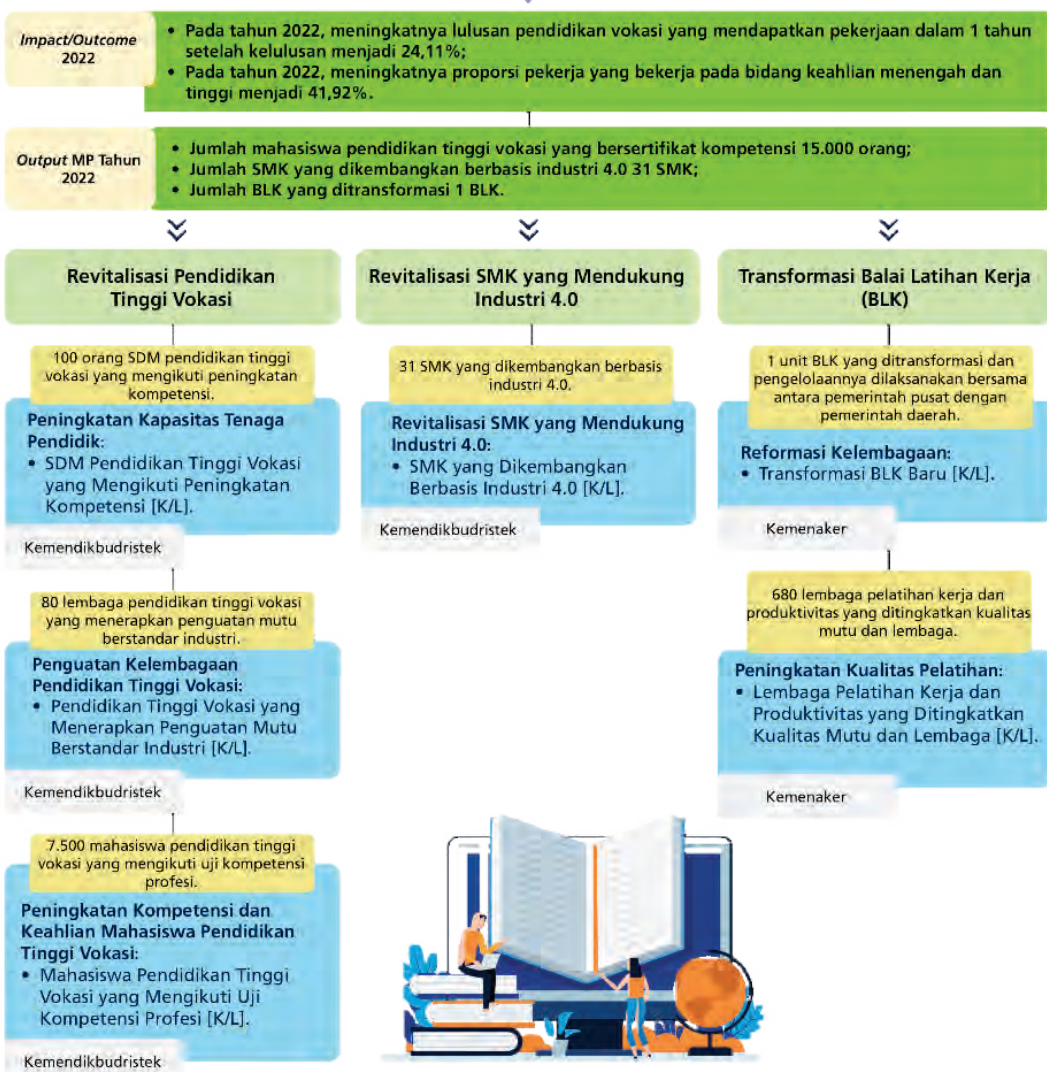 Impact/Outcome
2022
• Pada tahun 2022, meningkatnya lulusan pendidikan vokasi yang mendapatkan pekerjaan dalam 1 tahun
setelah kelulusan menjadi 24,11%;
• Pada tahun 2022, meningkatnya proporsi pekerja yang bekerja pada bidang keahlian menengah dan
tinggi menjadi 41,92%.
Output MP Tahun
2022
• Jumlah mahasiswa pendidikan tinggi vokasi yang bersertifikat kompetensi 15.000 orang;
• Jumlah SMK yang dikembangkan berbasis industri 4.0 31 SMK;
• Jumlah BLK yang ditransformasi 1 BLK.
Revitalisasi Pendidikan
Tinggi Vokasi
100 orang SDM pendidikan tinggi
vokasi yang mengikuti peningkatan
kompetensi.
Peningkatan Kapasitas Tenaga
Pendidik:
• SDM Pendidikan Tinggi Vokasi
yang Mengikuti Peningkatan
Kompetensi [K/L].
Kemendikbudristek
80 lembaga pendidikan tinggi vokasi
yang menerapkan penguatan mutu
berstandar industri.
Penguatan Kelembagaan
Pendidikan Tinggi Vokasi:
• Pendidikan Tinggi Vokasi yang
Menerapkan Penguatan Mutu
Berstandar Industri [K/L].
Kemendikbudristek
7.500 mahasiswa pendidikan tinggi
vokasi yang mengikuti uji kompetensi
profesi.
Peningkatan Kompetensi dan
Keahlian Mahasiswa Pendidikan
Tinggi Vokasi:
• Mahasiswa Pendidikan Tinggi
Vokasi yang Mengikuti Uji
Kompetensi Profesi [K/L].
Kemendikbudristek
Revitalisasi SMK yang Mendukung
Industri 4.0
31 SMK yang dikembangkan berbasis
industri 4.0.
Revitalisasi SMK yang Mendukung
Industri 4.0:
• SMK yang Dikembangkan
Berbasis Industri 4.0 [K/L].
Kemendikbudristek
Transformasi Balai Latihan Kerja
(BLK)
1 unit BLK yang ditransformasi dan
pengelolaannya dilaksanakan bersama
antara pemerintah pusat dengan
pemerintah daerah.
Reformasi Kelembagaan:
• Transformasi BLK Baru [K/L].
Kemenaker
680 lembaga pelatihan kerja dan
produktivitas yang ditingkatkan kualitas
mutu dan lembaga.
Peningkatan Kualitas Pelatihan:
• Lembaga Pelatihan Kerja dan
Produktivitas yang Ditingkatkan
Kualitas Mutu dan Lembaga [K/L].
Kemenaker